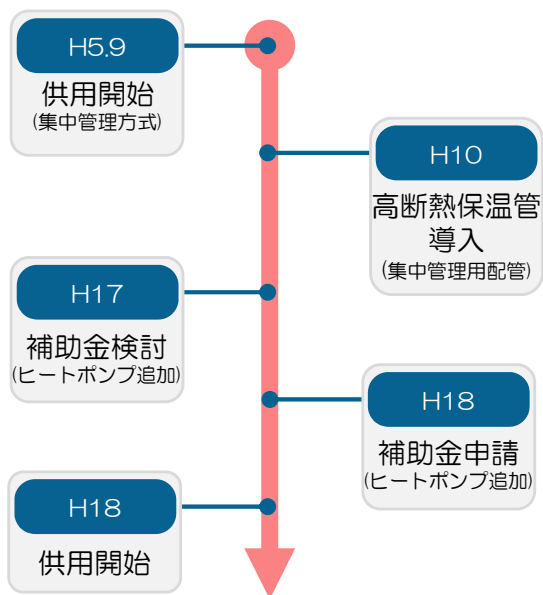 H5.9
供用開始
(集中管理方式)
H10
高断熱保温管
導入
(集中管理用配管)
H17
補助金検討
(ヒートポンプ追加)
H18
補助金申請
(ヒートポンプ追加)
H18
供用開始